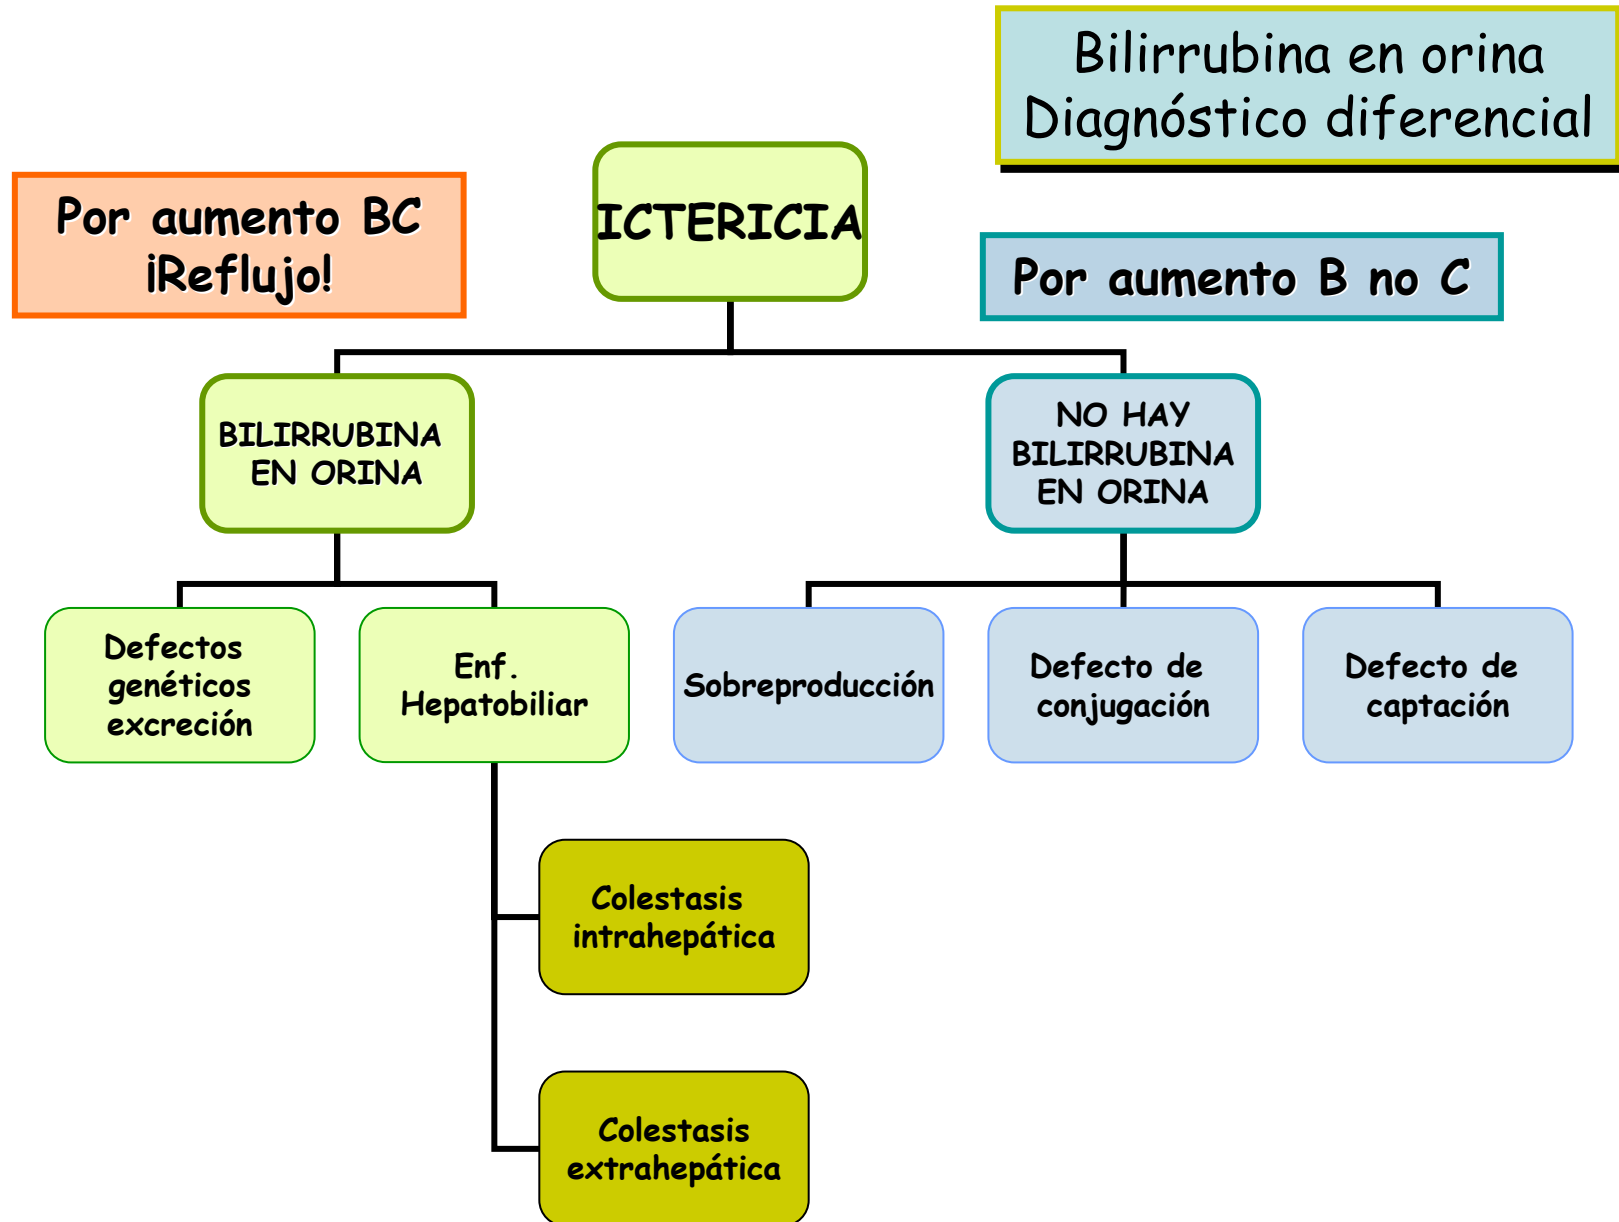 Bilirrubina en orina
Diagnóstico diferencial
Por aumento BC
¡Reflujo!
ICTERICIA
Por aumento B no C
BILIRRUBINA
EN ORINA
NO HAY
BILIRRUBINA
EN ORINA
Defectos
genéticos
excreción
Enf.
Hepatobiliar
Sobreproducción
Defecto de
conjugación
Defecto de
captación
Colestasis
intrahepática
Colestasis
extrahepática